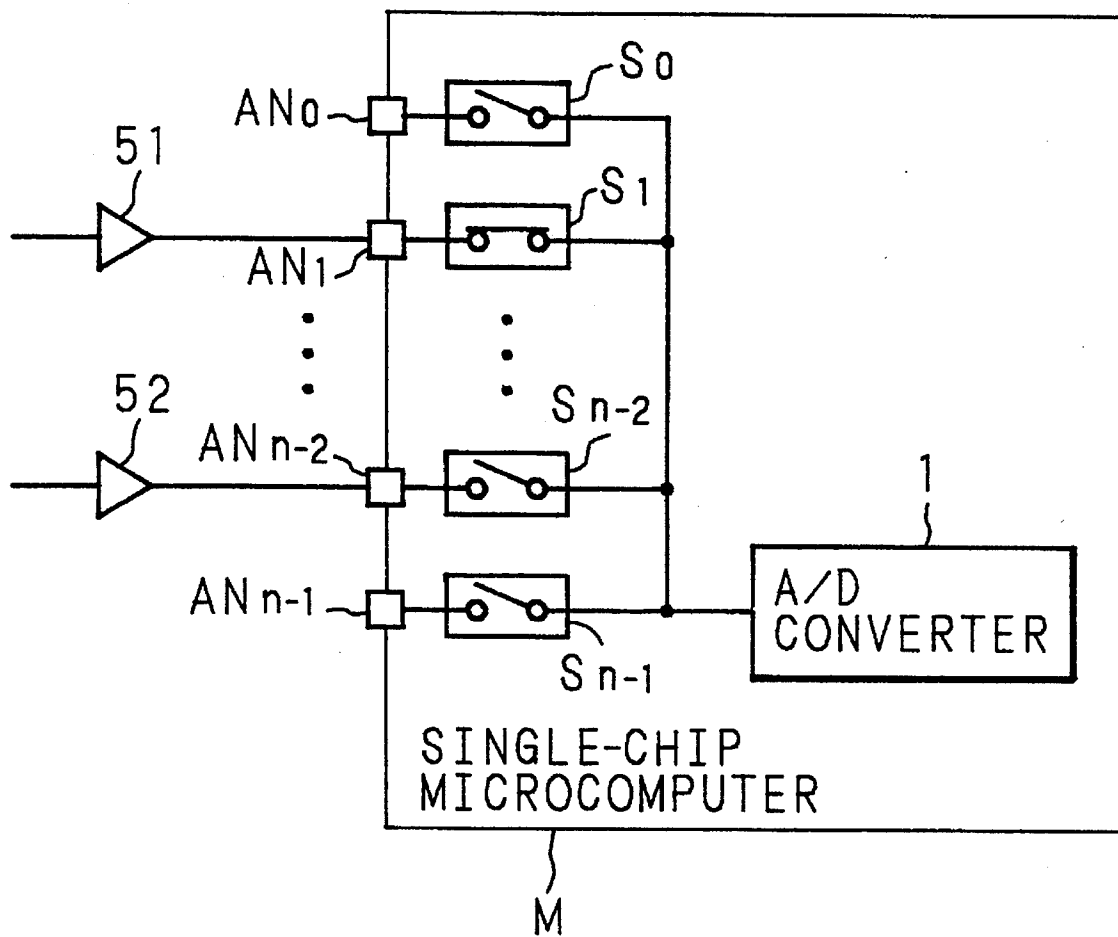 S0
AN0
51
S1
AN1
52
Sn-2
ANn-2
1
A/D
CONVERTER
ANn-1
Sn-1
SINGLE-CHIP
MICROCOMPUTER
M